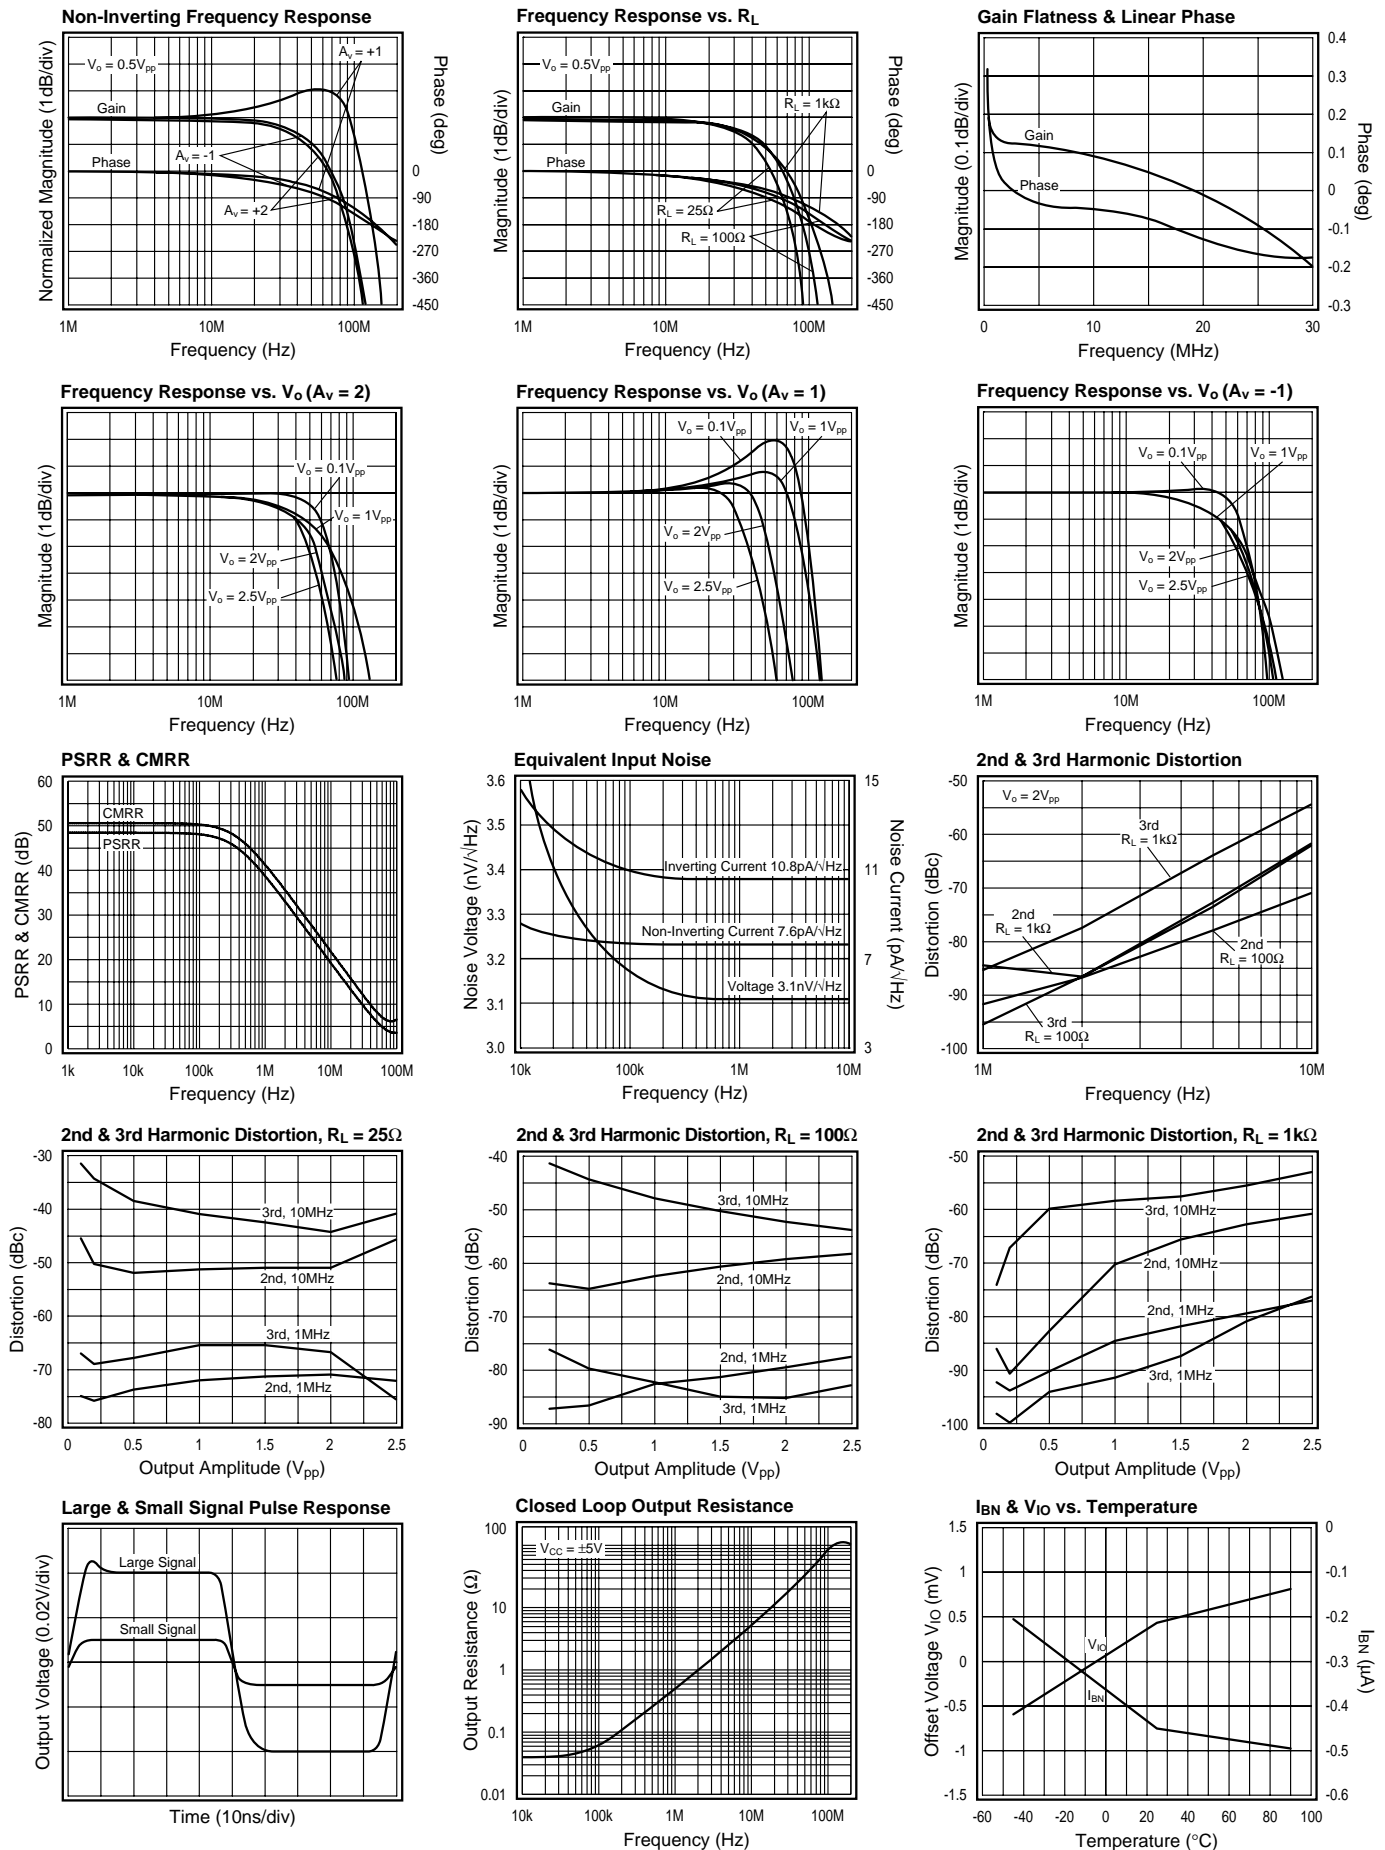 Non-Inverting Frequency Response
Normalized Magnitude (1dB/div)
Vo = 0.5Vpp
Av = +1
Gain
Phase
Av = -1
Av = +2
Phase (deg)
0
-90
-180
-270
-360
-450
1M
10M
100M
Frequency (Hz)
Frequency Response vs. RL
Magnitude (1dB/div)
Vo = 0.5Vpp
Gain
RL = 1kΩ
Phase
RL = 25Ω
RL = 100Ω
Phase (deg)
0
-90
-180
-270
-360
-450
1M
10M
100M
Frequency (Hz)
Gain Flatness & Linear Phase
Magnitude (0.1dB/div)
Gain
Phase
Phase (deg)
0.4
0.3
0.2
0.1
0
-0.1
-0.2
-0.3
0
10
20
30
Frequency (MHz)
Frequency Response vs. Vo (Av = 2)
Magnitude (1dB/div)
Vo = 0.1Vpp
Vo = 1Vpp
Vo = 2Vpp
Vo = 2.5Vpp
1M
10M
100M
Frequency (Hz)
Frequency Response vs. Vo (Av = 1)
Magnitude (1dB/div)
Vo = 0.1Vpp
Vo = 1Vpp
Vo = 2Vpp
Vo = 2.5Vpp
1M
10M
100M
Frequency (Hz)
Frequency Response vs. Vo (Av = -1)
Magnitude (1dB/div)
Vo = 0.1Vpp
Vo = 1Vpp
Vo = 2Vpp
Vo = 2.5Vpp
1M
10M
100M
Frequency (Hz)
PSRR & CMRR
PSRR & CMRR (dB)
60
50
40
30
20
10
0
CMRR
PSRR
1k
10k
100k
1M
10M
100M
Frequency (Hz)
Equivalent Input Noise
Noise Voltage (nV/√Hz)
3.6
3.5
3.4
3.3
3.2
3.1
3.0
Inverting Current 10.8pA/√Hz
Non-Inverting Current 7.6pA/√Hz
Voltage 3.1nV/√Hz
Noise Current (pA/√Hz)
15
11
7
3
10k
100k
1M
10M
Frequency (Hz)
2nd & 3rd Harmonic Distortion
Distortion (dBc)
-50
-60
-70
-80
-90
-100
Vo = 2Vpp
3rd
RL = 1kΩ
2nd
RL = 1kΩ
2nd
RL = 100Ω
3rd
RL = 100Ω
1M
10M
Frequency (Hz)
2nd & 3rd Harmonic Distortion, RL = 25Ω
Distortion (dBc)
-30
-40
-50
-60
-70
-80
3rd, 10MHz
2nd, 10MHz
3rd, 1MHz
2nd, 1MHz
0
0.5
1
1.5
2
2.5
Output Amplitude (Vpp)
2nd & 3rd Harmonic Distortion, RL = 100Ω
Distortion (dBc)
-40
-50
-60
-70
-80
-90
3rd, 10MHz
2nd, 10MHz
2nd, 1MHz
3rd, 1MHz
0
0.5
1
1.5
2
2.5
Output Amplitude (Vpp)
2nd & 3rd Harmonic Distortion, RL = 1kΩ
Distortion (dBc)
-50
-60
-70
-80
-90
-100
3rd, 10MHz
2nd, 10MHz
2nd, 1MHz
3rd, 1MHz
0
0.5
1
1.5
2
2.5
Output Amplitude (Vpp)
Large & Small Signal Pulse Response
Output Voltage (0.02V/div)
Large Signal
Small Signal
Time (10ns/div)
Closed Loop Output Resistance
Output Resistance (Ω)
100
10
1
0.1
0.01
VCC = ±5V
10k
100k
1M
10M
100M
Frequency (Hz)
IBN & VIO vs. Temperature
Offset Voltage VIO (mV)
1.5
1
0.5
0
-0.5
-1
-1.5
VIO
IBN
IBN (µA)
0
-0.1
-0.2
-0.3
-0.4
-0.5
-0.6
-60
-40
-20
0
20
40
60
80
100
Temperature (°C)